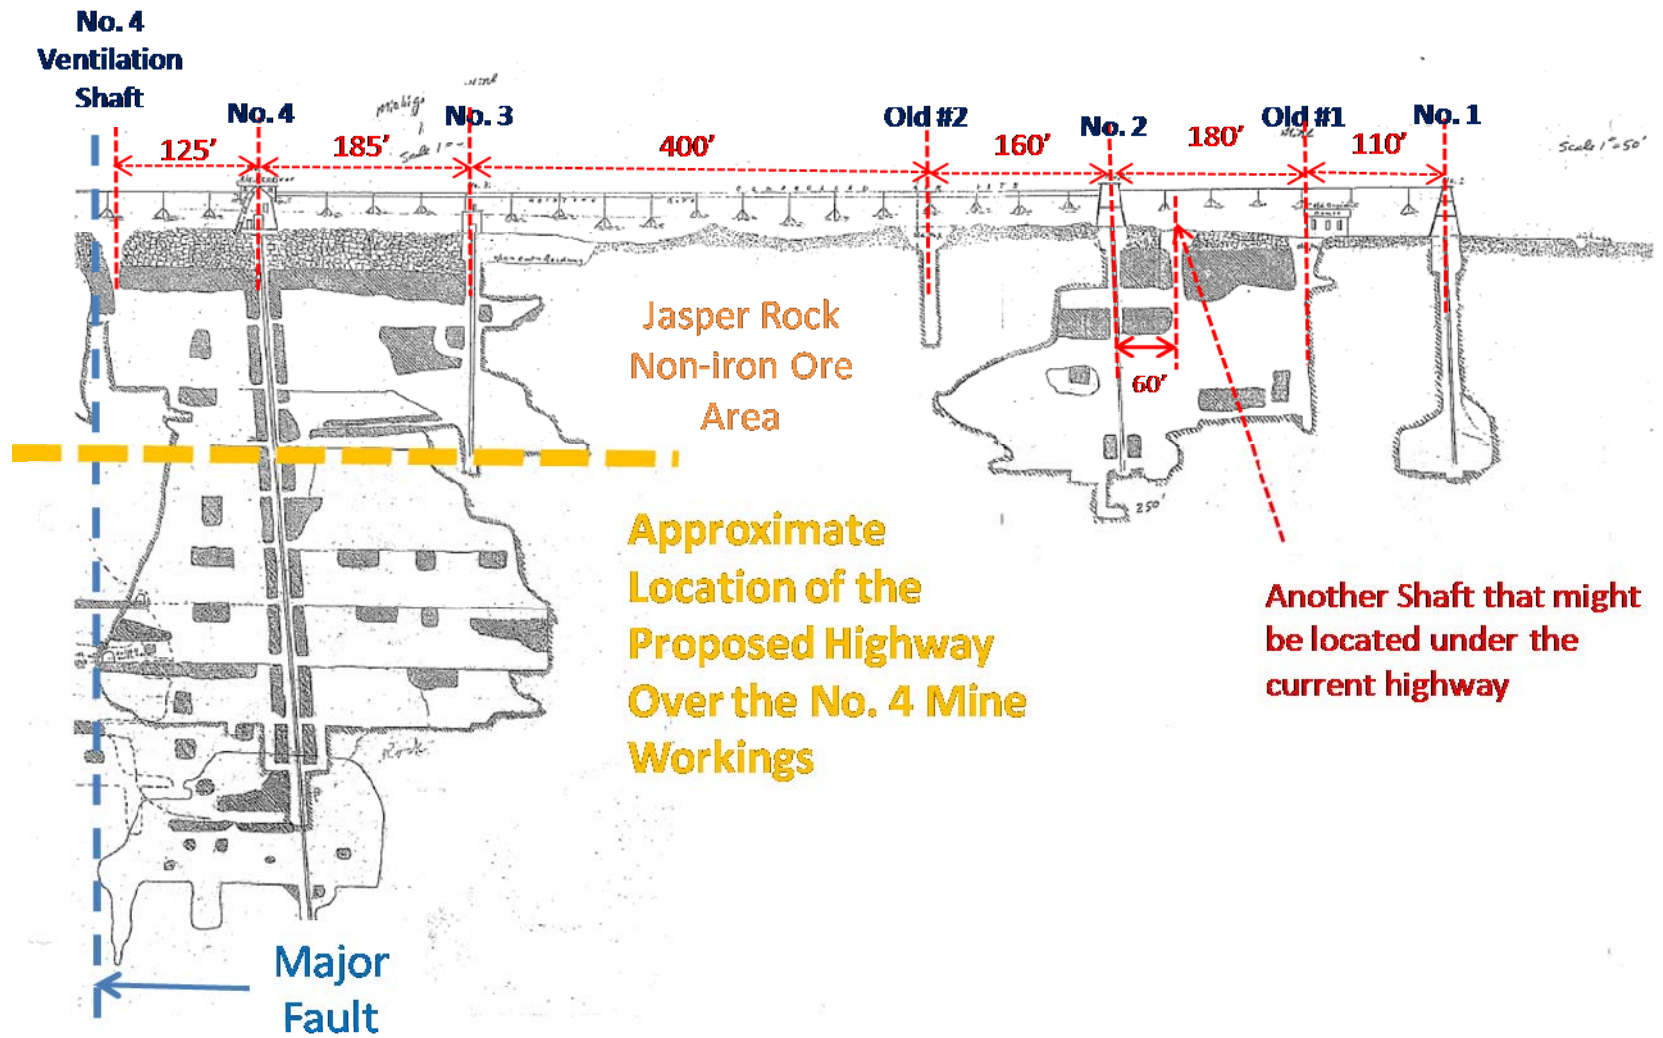 No. 4
Ventilation
Shaft
No. 4
No. 3
Old #2
No. 2
Old #1
No. 1
125’
185’
400’
160’
180’
110’
Scale 1"=50'
60’
Jasper Rock
Non-iron Ore
Area
250'
Approximate
Location of the
Proposed Highway
Over the No. 4 Mine
Workings
Another Shaft that might
be located under the
current highway
Rock
Major
Fault